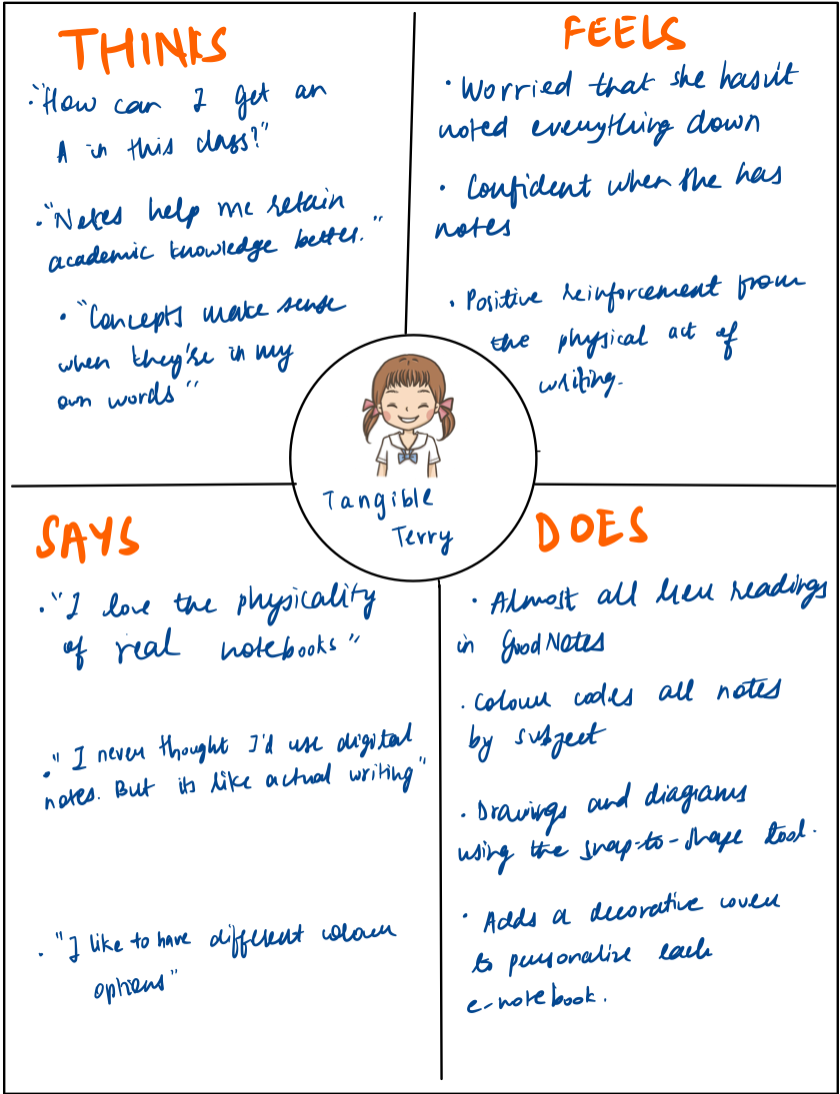 THINKS
• "How can I get an
A in this class?"
• "Notes help me retain
academic knowledge better."
• "Concepts make sense
when they're in my
own words"
FEELS
• Worried that she hasn't
noted everything down
• Confident when she has
notes
• Positive reinforcement from
the physical act of
writing.
Tangible
Terry
SAYS
• "I love the physicality
of real notebooks"
• "I never thought I'd use digital
notes. But its like actual writing"
• "I like to have different colour
options"
DOES
• Almost all her readings
in GoodNotes
• Colour codes all notes
by subject
• Drawings and diagrams
using the snap-to-shape tool.
• Adds a decorative cover
to personalize each
e-notebook.